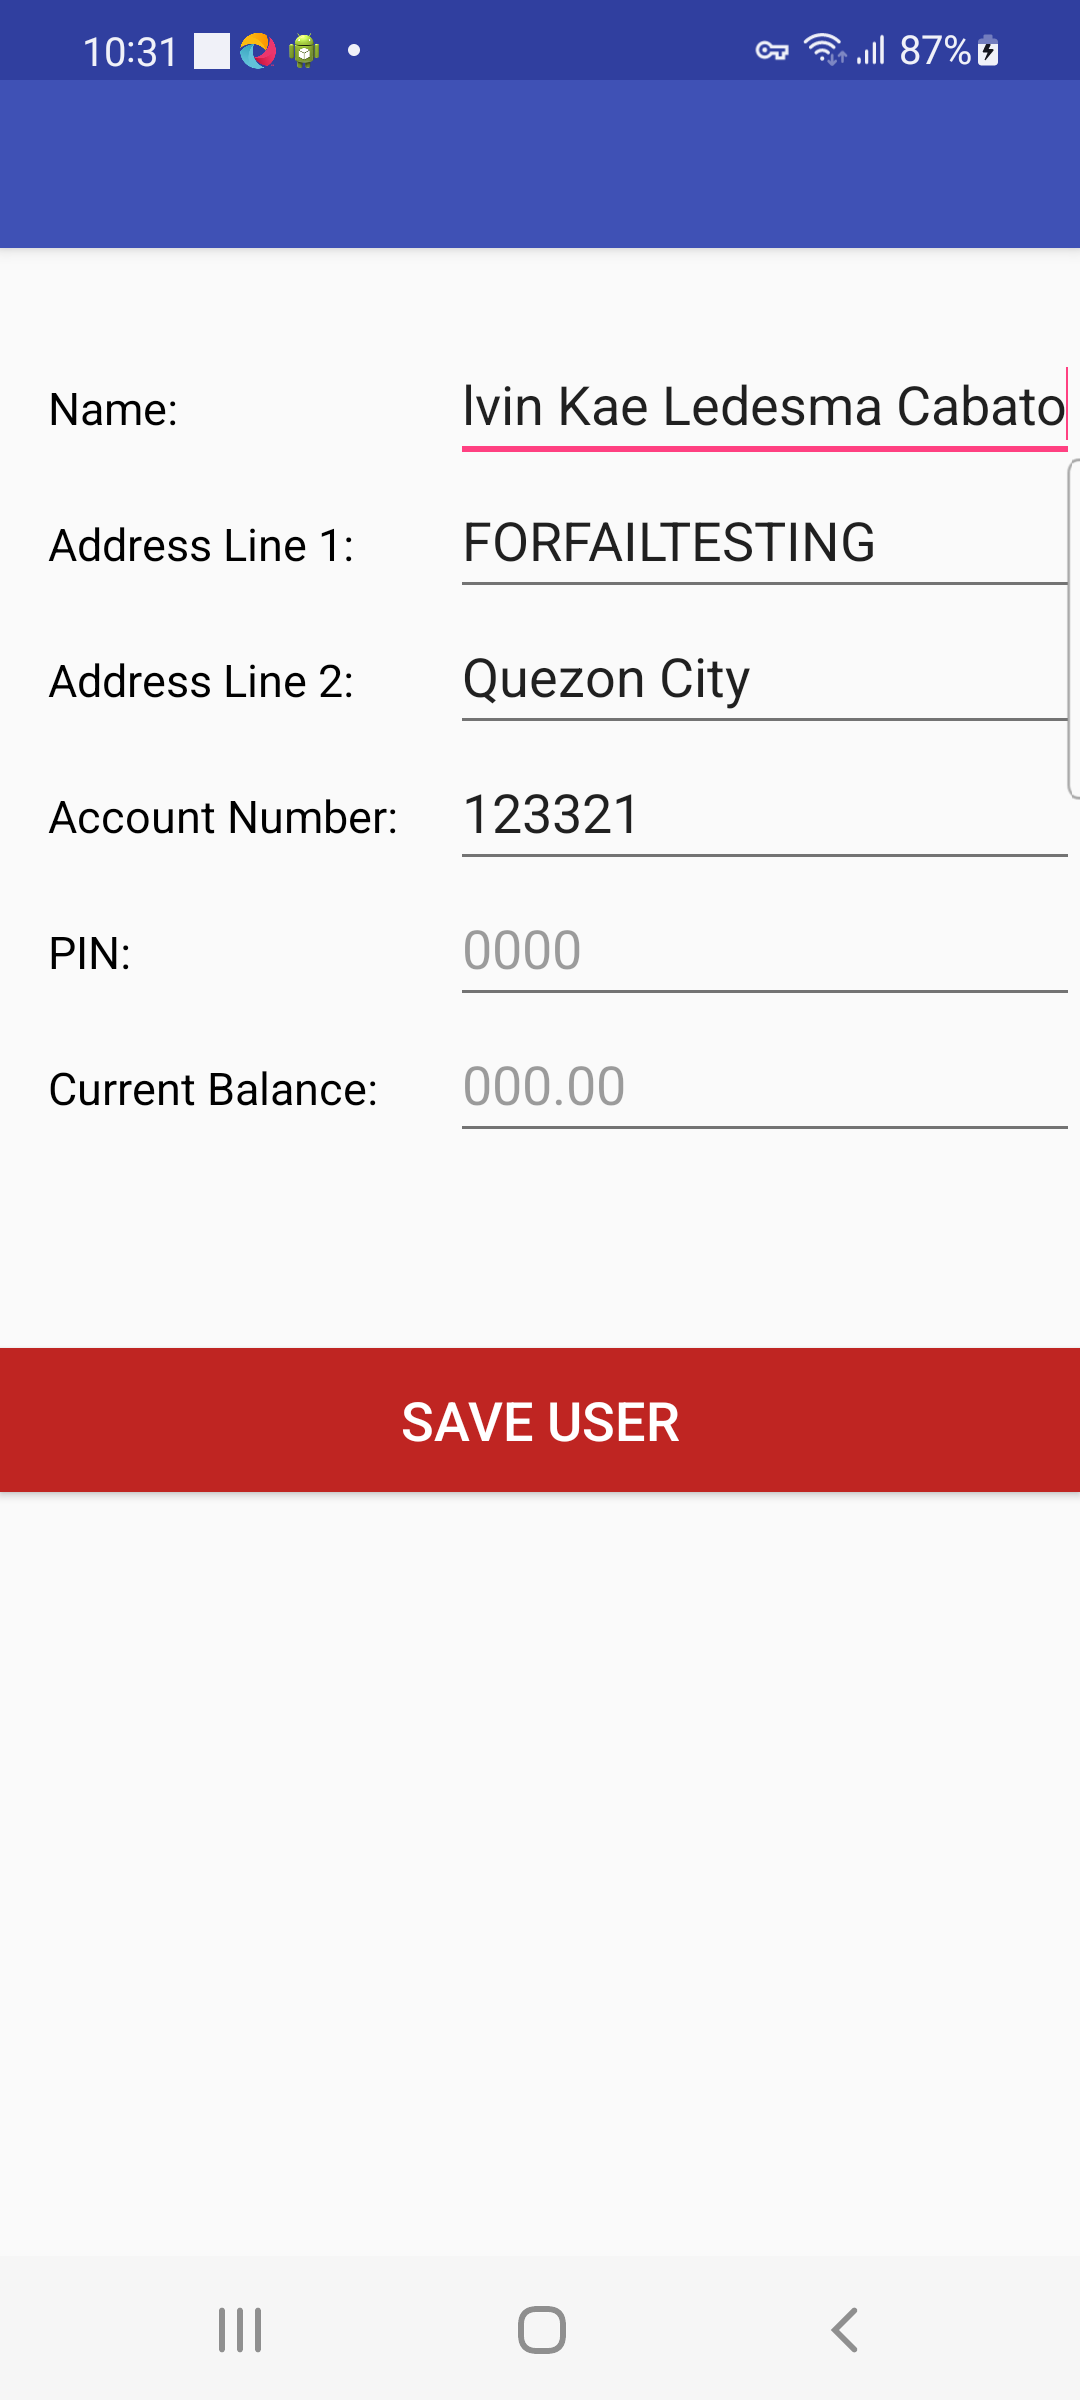 10:31 87%
Name: lvin Kae Ledesma Cabato
Address Line 1: FORFAILTESTING
Address Line 2: Quezon City
Account Number: 123321
PIN: 0000
Current Balance: 000.00
SAVE USER